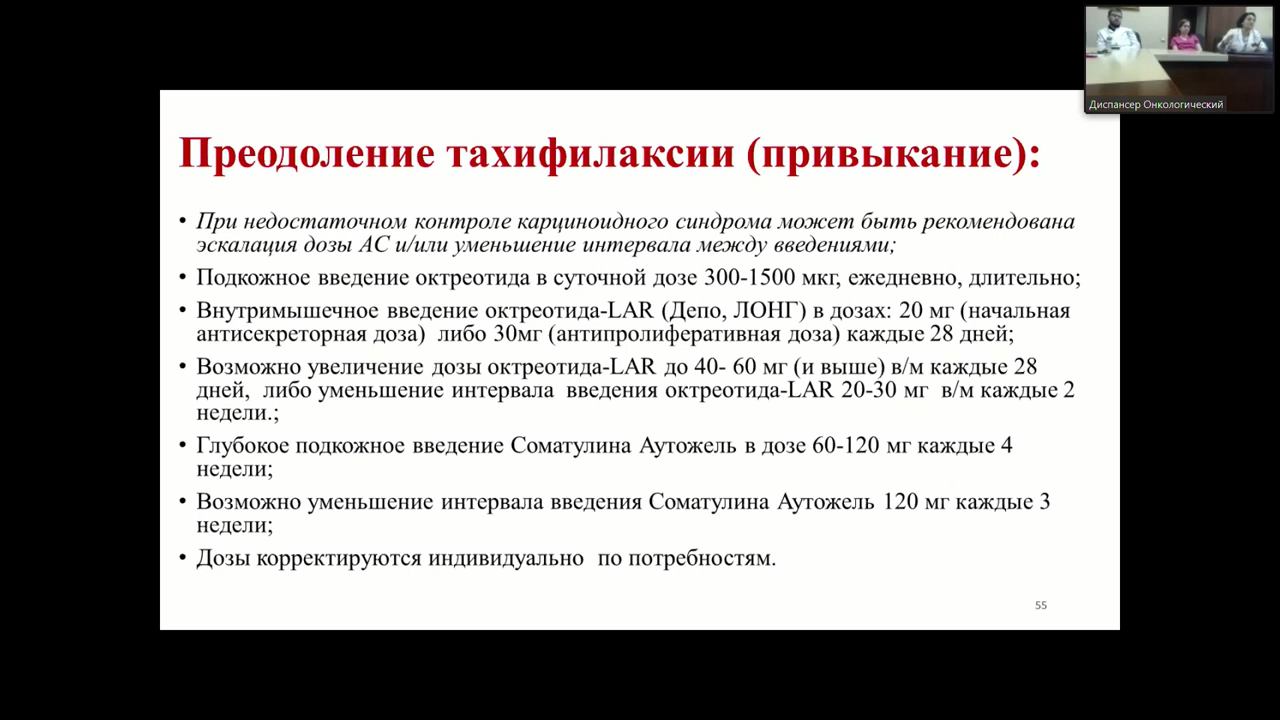 Диспансер Онкологический
Преодоление тахифилаксии (привыкание):
• При недостаточном контроле карциноидного синдрома может быть рекомендована
эскалация дозы АС и/или уменьшение интервала между введениями;
• Подкожное введение октреотида в суточной дозе 300-1500 мкг, ежедневно, длительно;
• Внутримышечное введение октреотида-LAR (Депо, ЛОНГ) в дозах: 20 мг (начальная
антисекреторная доза) либо 30мг (антипролиферативная доза) каждые 28 дней;
• Возможно увеличение дозы октреотида-LAR до 40- 60 мг (и выше) в/м каждые 28
дней, либо уменьшение интервала введения октреотида-LAR 20-30 мг в/м каждые 2
недели.;
• Глубокое подкожное введение Соматулина Аутожель в дозе 60-120 мг каждые 4
недели;
• Возможно уменьшение интервала введения Соматулина Аутожель 120 мг каждые 3
недели;
• Дозы корректируются индивидуально по потребностям.
55